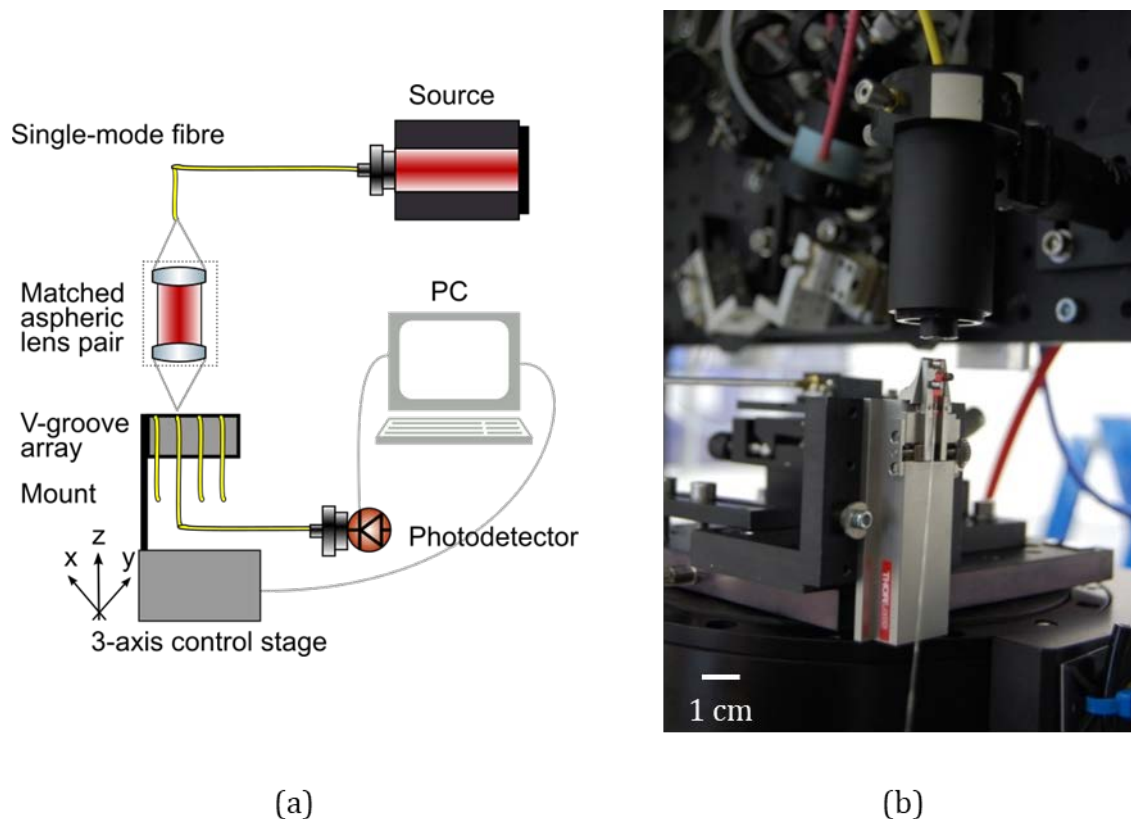 Source
Single-mode fibre
Matched
aspheric
lens pair
PC
V-groove
array
Mount
Photodetector
x
z
y
3-axis control stage
THORLABS
1 cm
(a)
(b)